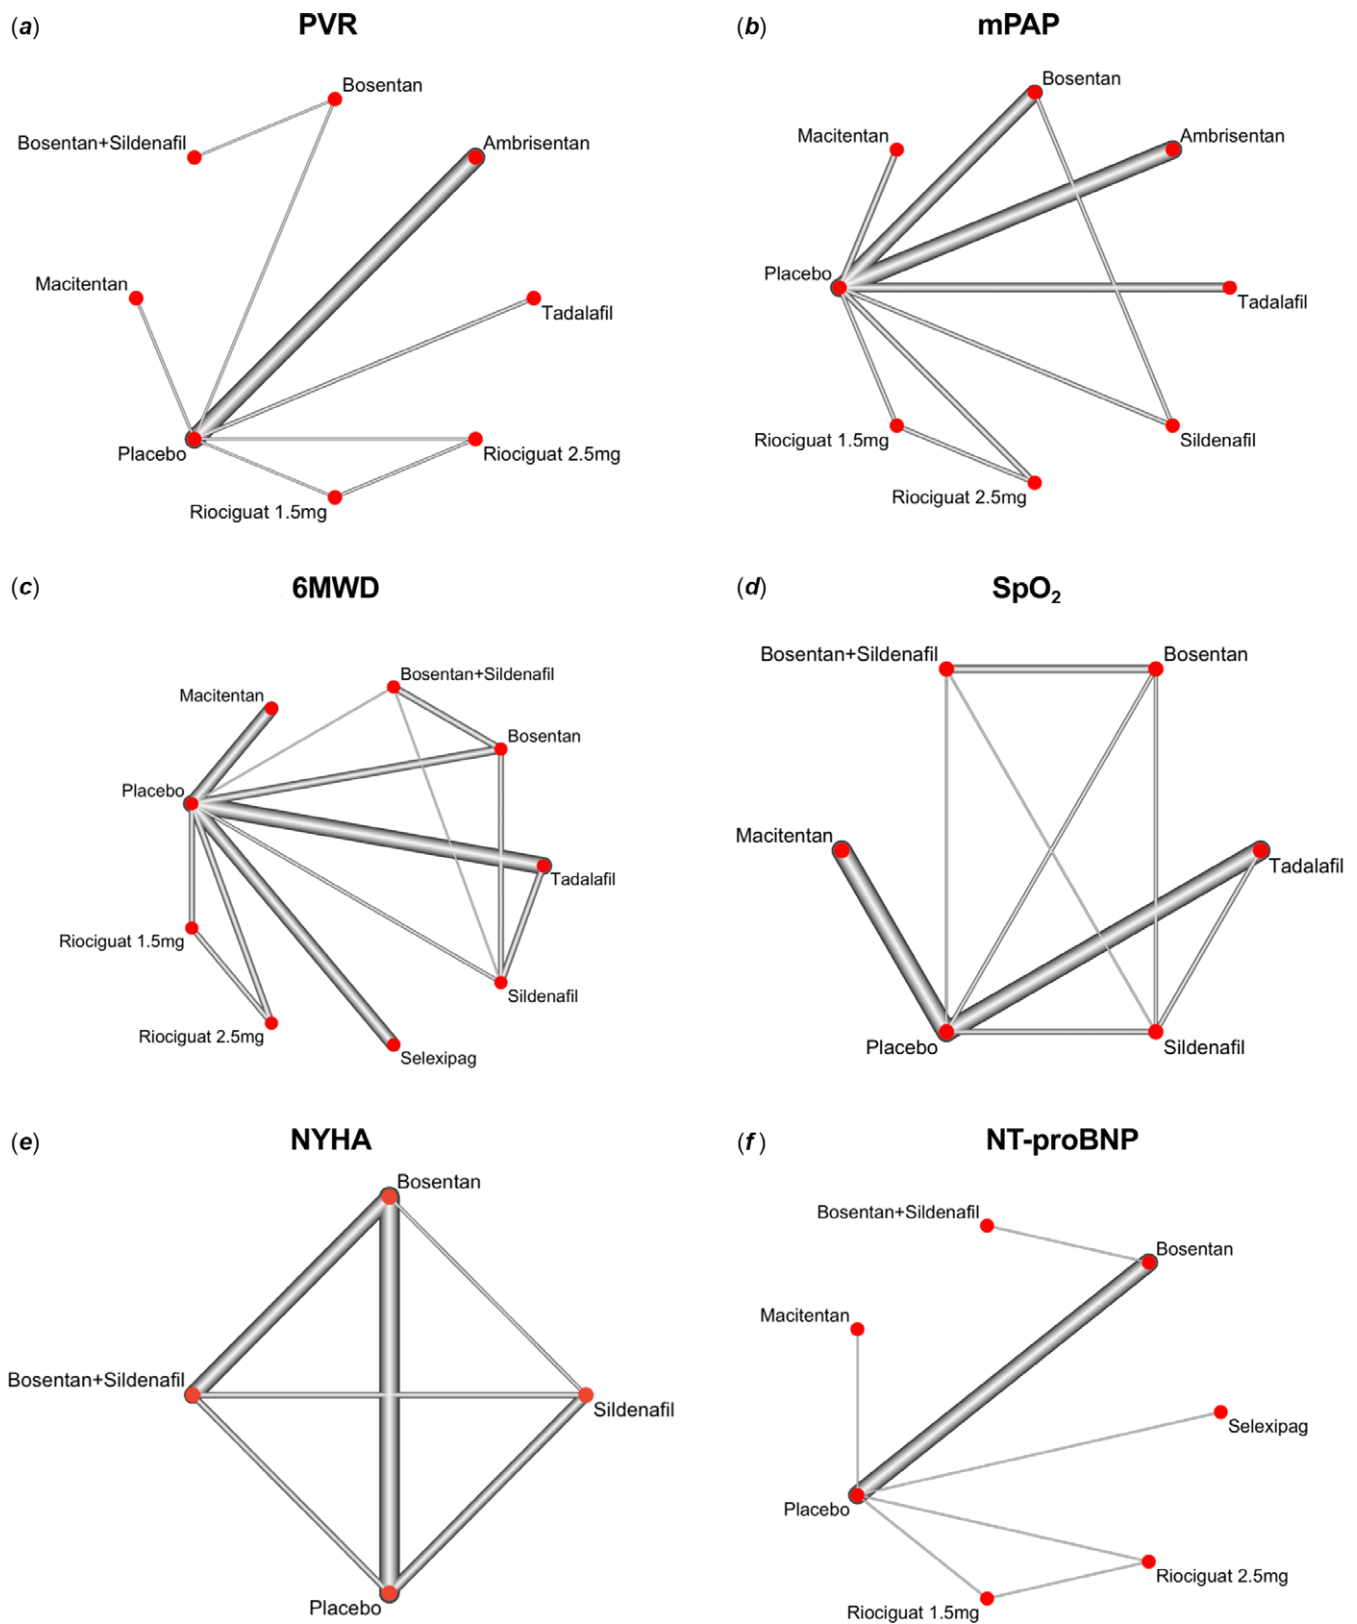 (a)
PVR
Bosentan
Bosentan+Sildenafil
Ambrisentan
Macitentan
Tadalafil
Placebo
Riociguat 2.5mg
Riociguat 1.5mg
(b)
mPAP
Bosentan
Macitentan
Ambrisentan
Placebo
Tadalafil
Riociguat 1.5mg
Sildenafil
Riociguat 2.5mg
(c)
6MWD
Bosentan+Sildenafil
Macitentan
Bosentan
Placebo
Tadalafil
Riociguat 1.5mg
Sildenafil
Riociguat 2.5mg
Selexipag
(d)
SpO2
Bosentan+Sildenafil
Bosentan
Macitentan
Tadalafil
Placebo
Sildenafil
(e)
NYHA
Bosentan
Bosentan+Sildenafil
Sildenafil
Placebo
(f)
NT-proBNP
Bosentan+Sildenafil
Bosentan
Macitentan
Selexipag
Placebo
Riociguat 2.5mg
Riociguat 1.5mg